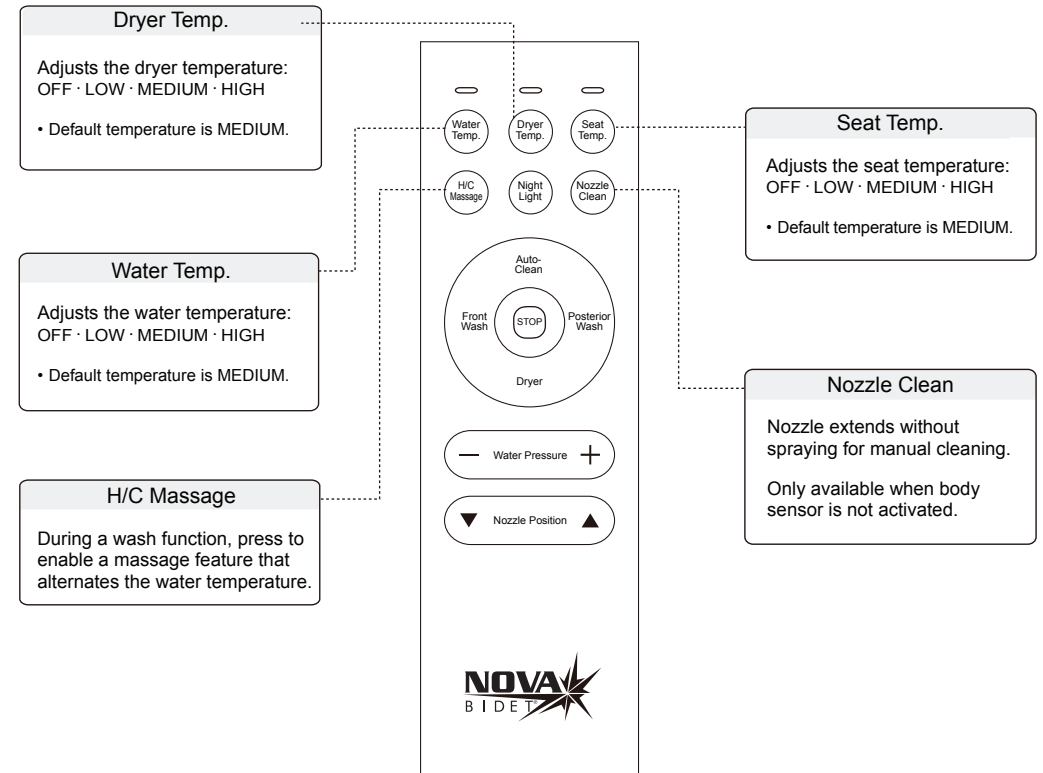 Dryer Temp.
Adjusts the dryer temperature:
OFF · LOW · MEDIUM · HIGH
• Default temperature is MEDIUM.
Water Temp.
Adjusts the water temperature:
OFF · LOW · MEDIUM · HIGH
• Default temperature is MEDIUM.
H/C Massage
During a wash function, press to
enable a massage feature that
alternates the water temperature.
Water
Temp.
Dryer
Temp.
Seat
Temp.
H/C
Massage
Night
Light
Nozzle
Clean
Auto-
Clean
Front
Wash
STOP
Posterior
Wash
Dryer
— Water Pressure +
▼ Nozzle Position ▲
NOVA
BIDET®
Seat Temp.
Adjusts the seat temperature:
OFF · LOW · MEDIUM · HIGH
• Default temperature is MEDIUM.
Nozzle Clean
Nozzle extends without
spraying for manual cleaning.
Only available when body
sensor is not activated.